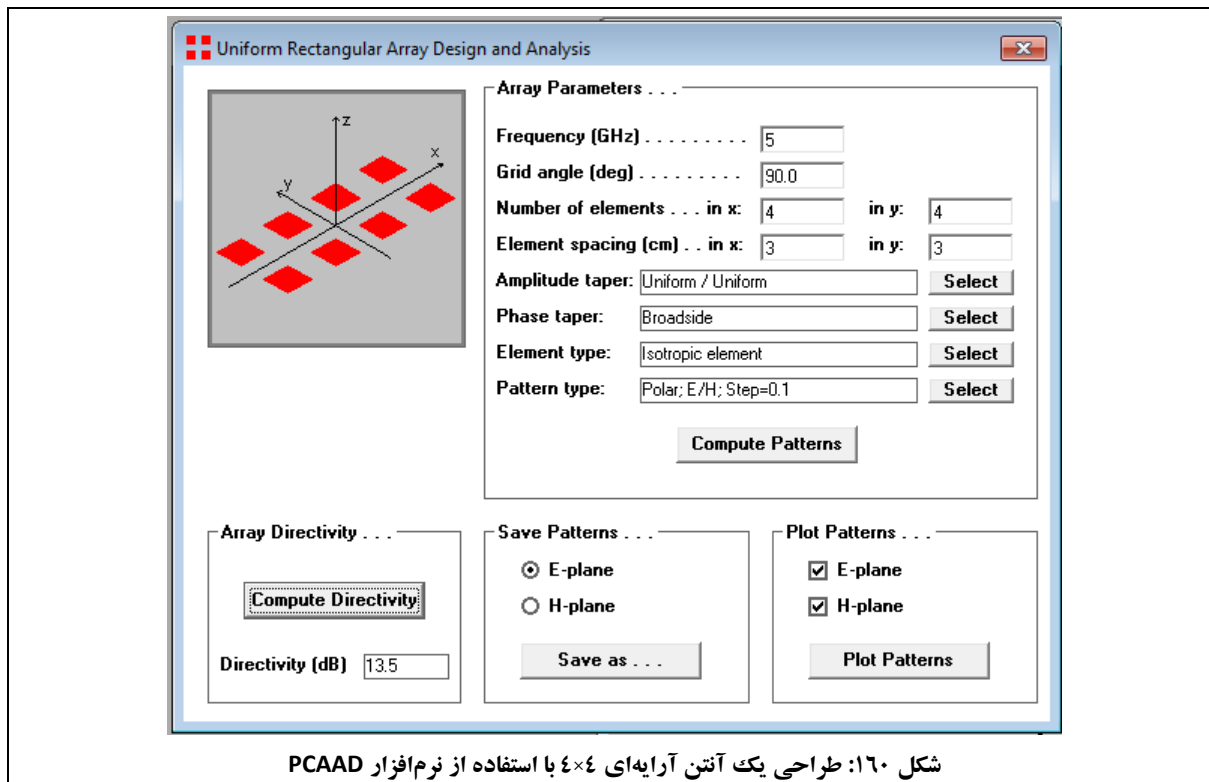 Uniform Rectangular Array Design and Analysis
z
x
y
Array Parameters . . .
Frequency (GHz) . . . . . . . . . 5
Grid angle (deg) . . . . . . . . . 90.0
Number of elements . . . in x: 4 in y: 4
Element spacing (cm) . . in x: 3 in y: 3
Amplitude taper: Uniform / Uniform Select
Phase taper: Broadside Select
Element type: Isotropic element Select
Pattern type: Polar; E/H; Step=0.1 Select
Compute Patterns
Array Directivity . . .
Compute Directivity
Directivity (dB) 13.5
Save Patterns . . .
E-plane
H-plane
Save as . . .
Plot Patterns . . .
E-plane
H-plane
Plot Patterns
شکل ١٦٠: طراحی یک آنتن آرایه‌ای ٤×٤ با استفاده از نرم‌افزار PCAAD